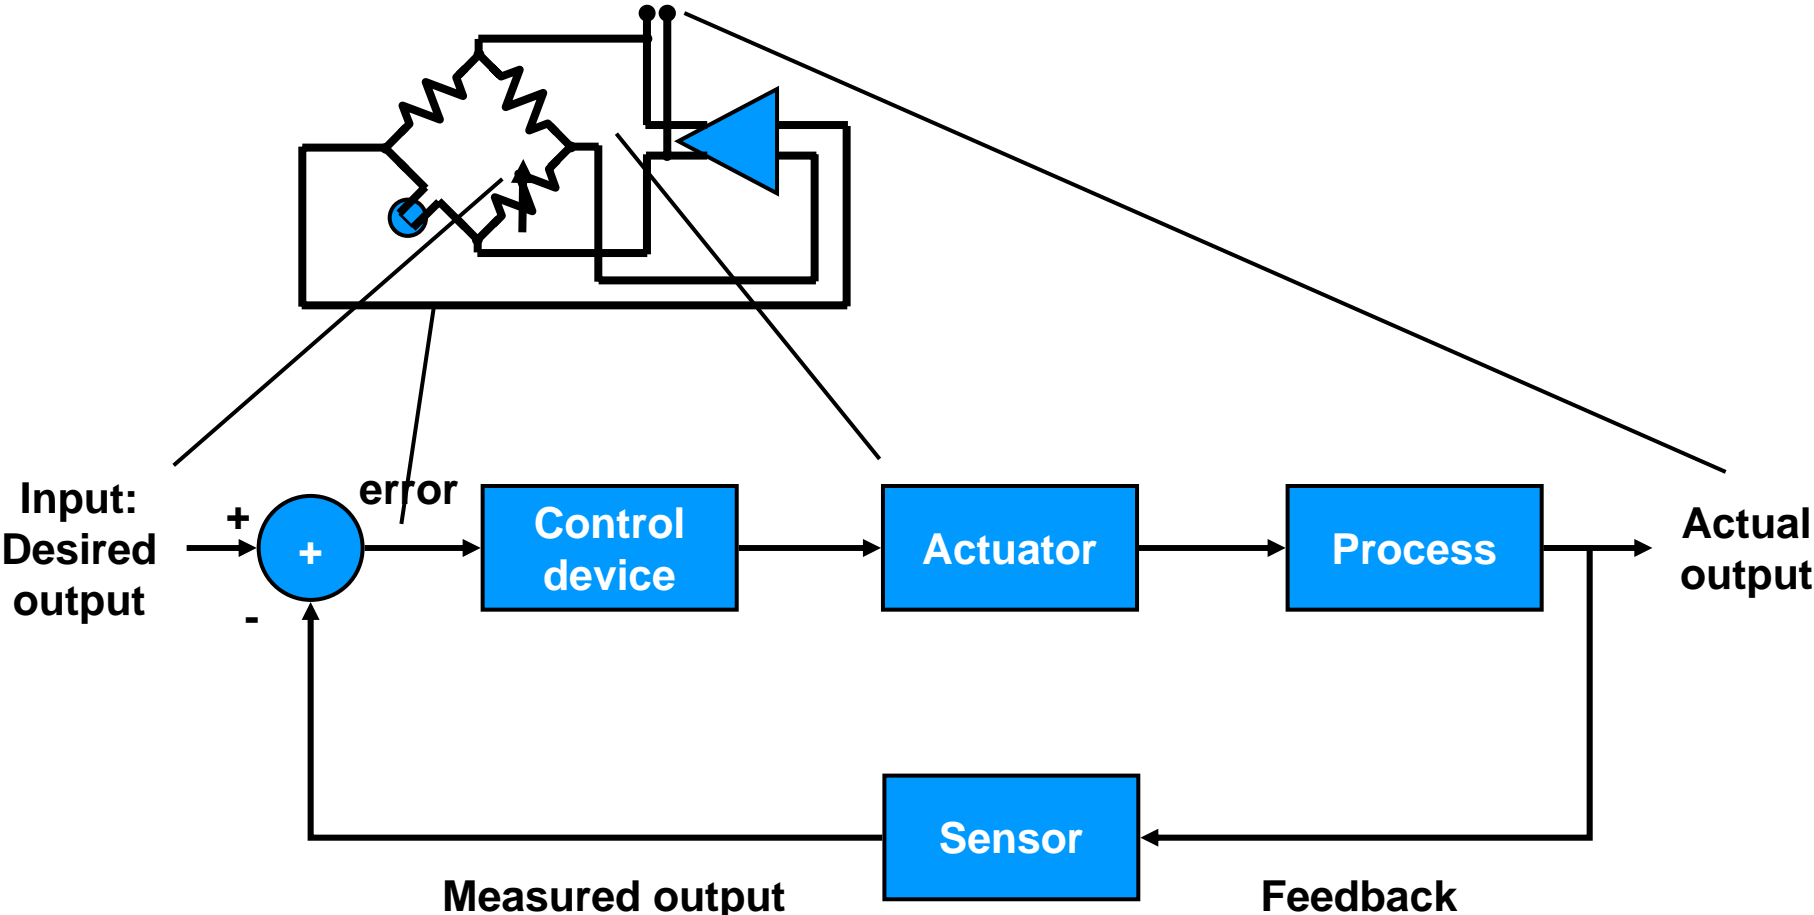 Input:
Desired
output
+
+
-
error
Control
device
Actuator
Process
Actual
output
Sensor
Measured output
Feedback